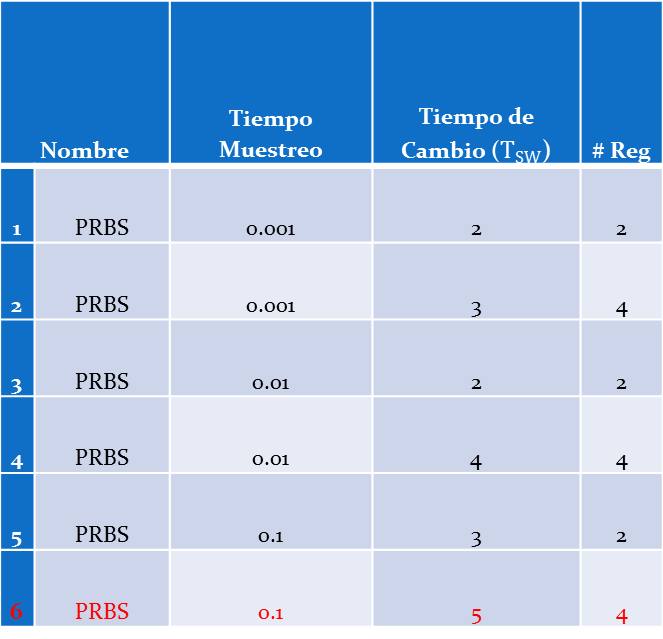 Nombre Tiempo Muestreo Tiempo de Cambio (T_SW) # Reg
1 PRBS 0.001 2 2
2 PRBS 0.001 3 4
3 PRBS 0.01 2 2
4 PRBS 0.01 4 4
5 PRBS 0.1 3 2
6 PRBS 0.1 5 4